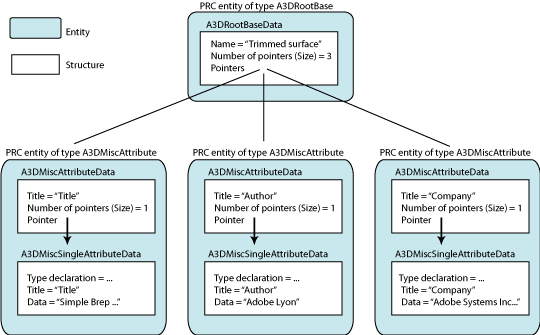 PRC entity of type A3DRootBase
A3DRootBaseData
Entity
Name = “Trimmed surface”
Number of pointers (Size) = 3
Pointers
Structure
PRC entity of type A3DMiscAttribute
A3DMiscAttributeData
Title = “Title”
Number of pointers (Size) = 1
Pointer
A3DMiscSingleAttributeData
Type declaration = ...
Title = “Title”
Data = “Simple Brep ...”
PRC entity of type A3DMiscAttribute
A3DMiscAttributeData
Title = “Author”
Number of pointers (Size) = 1
Pointer
A3DMiscSingleAttributeData
Type declaration = ...
Title = “Author”
Data = “Adobe Lyon”
PRC entity of type A3DMiscAttribute
A3DMiscAttributeData
Title = “Company”
Number of pointers (Size) = 1
Pointer
A3DMiscSingleAttributeData
Type declaration = ...
Title = “Company”
Data = “Adobe Systems Inc...”